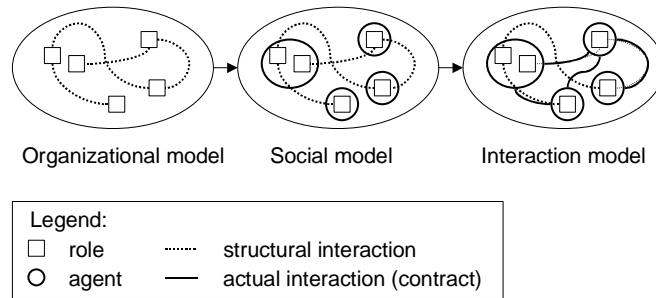 Organizational model Social model Interaction model
Legend:
role structural interaction
agent actual interaction (contract)